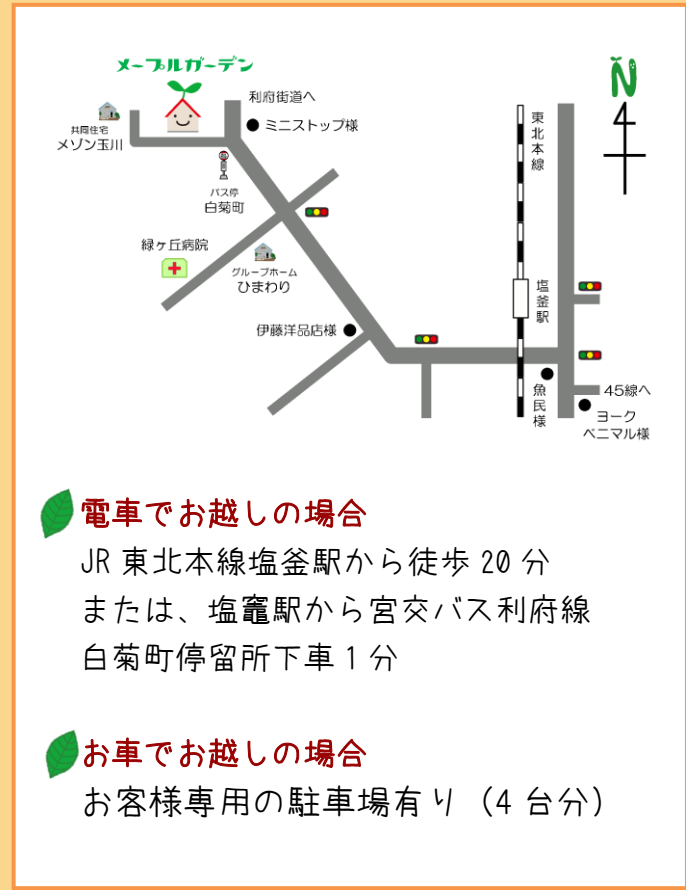 メープルガーデン
利府街道へ
ミニストップ様
共同住宅
メゾン玉川
バス停
白菊町
緑ヶ丘病院
グループホーム
ひまわり
伊藤洋品店様
東北本線
N
塩釜駅
魚民様
45線へ
ヨーク
ベニマル様
電車でお越しの場合
JR東北本線塩釜駅から徒歩20分
または、塩竈駅から宮交バス利府線
白菊町停留所下車1分
お車でお越しの場合
お客様専用の駐車場有り（4台分）